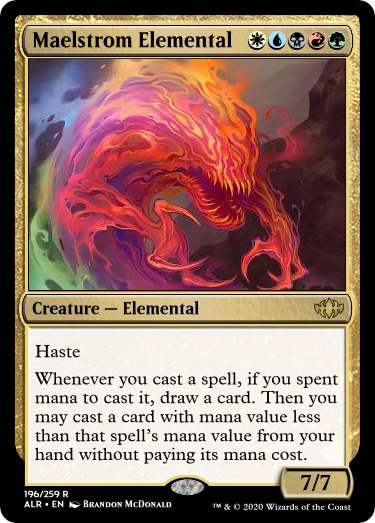 Maelstrom Elemental
Creature — Elemental
Haste
Whenever you cast a spell, if you spent
mana to cast it, draw a card. Then you
may cast a card with mana value less
than that spell's mana value from your
hand without paying its mana cost.
7/7
196/259 R
ALR • EN Brandon McDonald
™ & © 2020 Wizards of the Coast